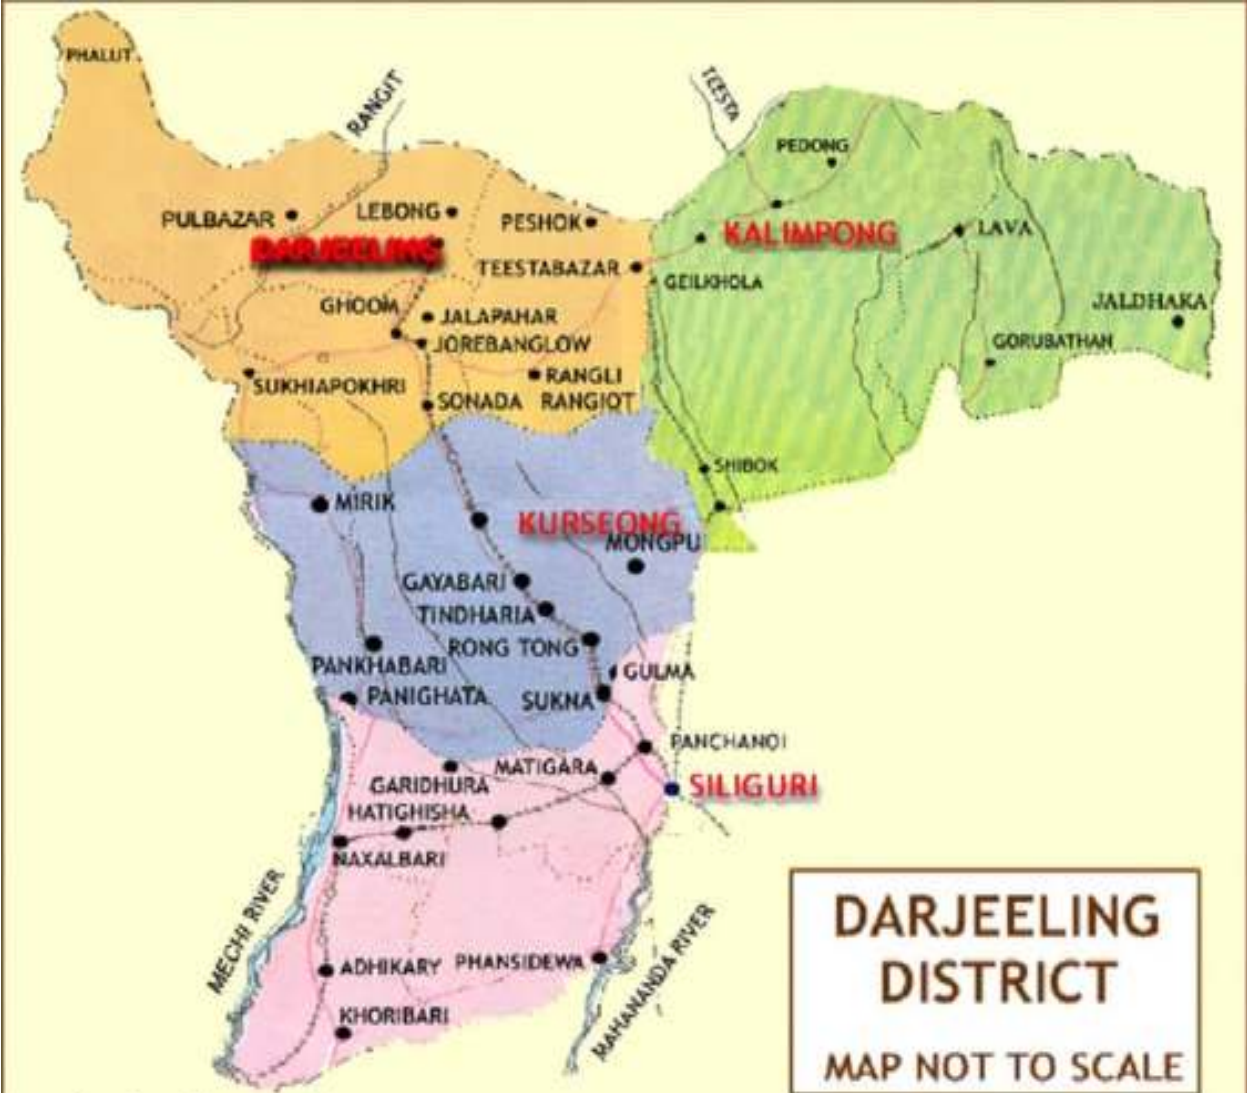 PHALUT
RANGIT
TEESTA
PEDONG
PULBAZAR
LEBONG
PESHOK
KALIMPONG
LAVA
DARJEELING
TEESTABAZAR
GEILKHOLA
GHOOM
JALAPAHAR
JALDHAKA
JOREBANGLOW
GORUBATHAN
SUKHIAPOKHRI
RANGLI
SONADA
RANGIOT
SHIBOK
MIRIK
KURSEONG
MONGPU
GAYABARI
TINDHARIA
RONG TONG
PANKHABARI
GULMA
PANIGHATA
SUKNA
PANCHANOI
MATIGARA
GARIDHURA
SILIGURI
HATIGHISHA
NAXALBARI
MECHI RIVER
ADHIKARY
PHANSIDEWA
MAHANANDA RIVER
KHORIBARI
DARJEELING
DISTRICT
MAP NOT TO SCALE